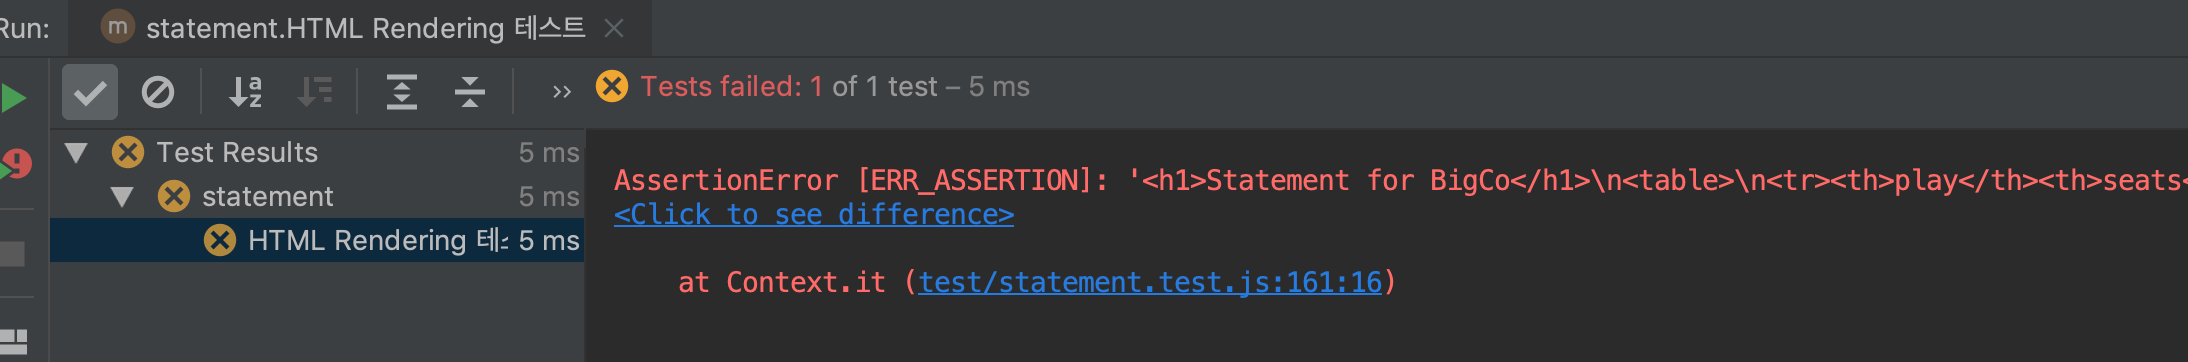 Run:
m statement.HTML Rendering 테스트
Tests failed: 1 of 1 test – 5 ms
Test Results 5 ms
statement 5 ms
HTML Rendering 테 5 ms
AssertionError [ERR_ASSERTION]: '<h1>Statement for BigCo</h1>\n<table>\n<tr><th>play</th><th>seats<
<Click to see difference>
at Context.it (test/statement.test.js:161:16)